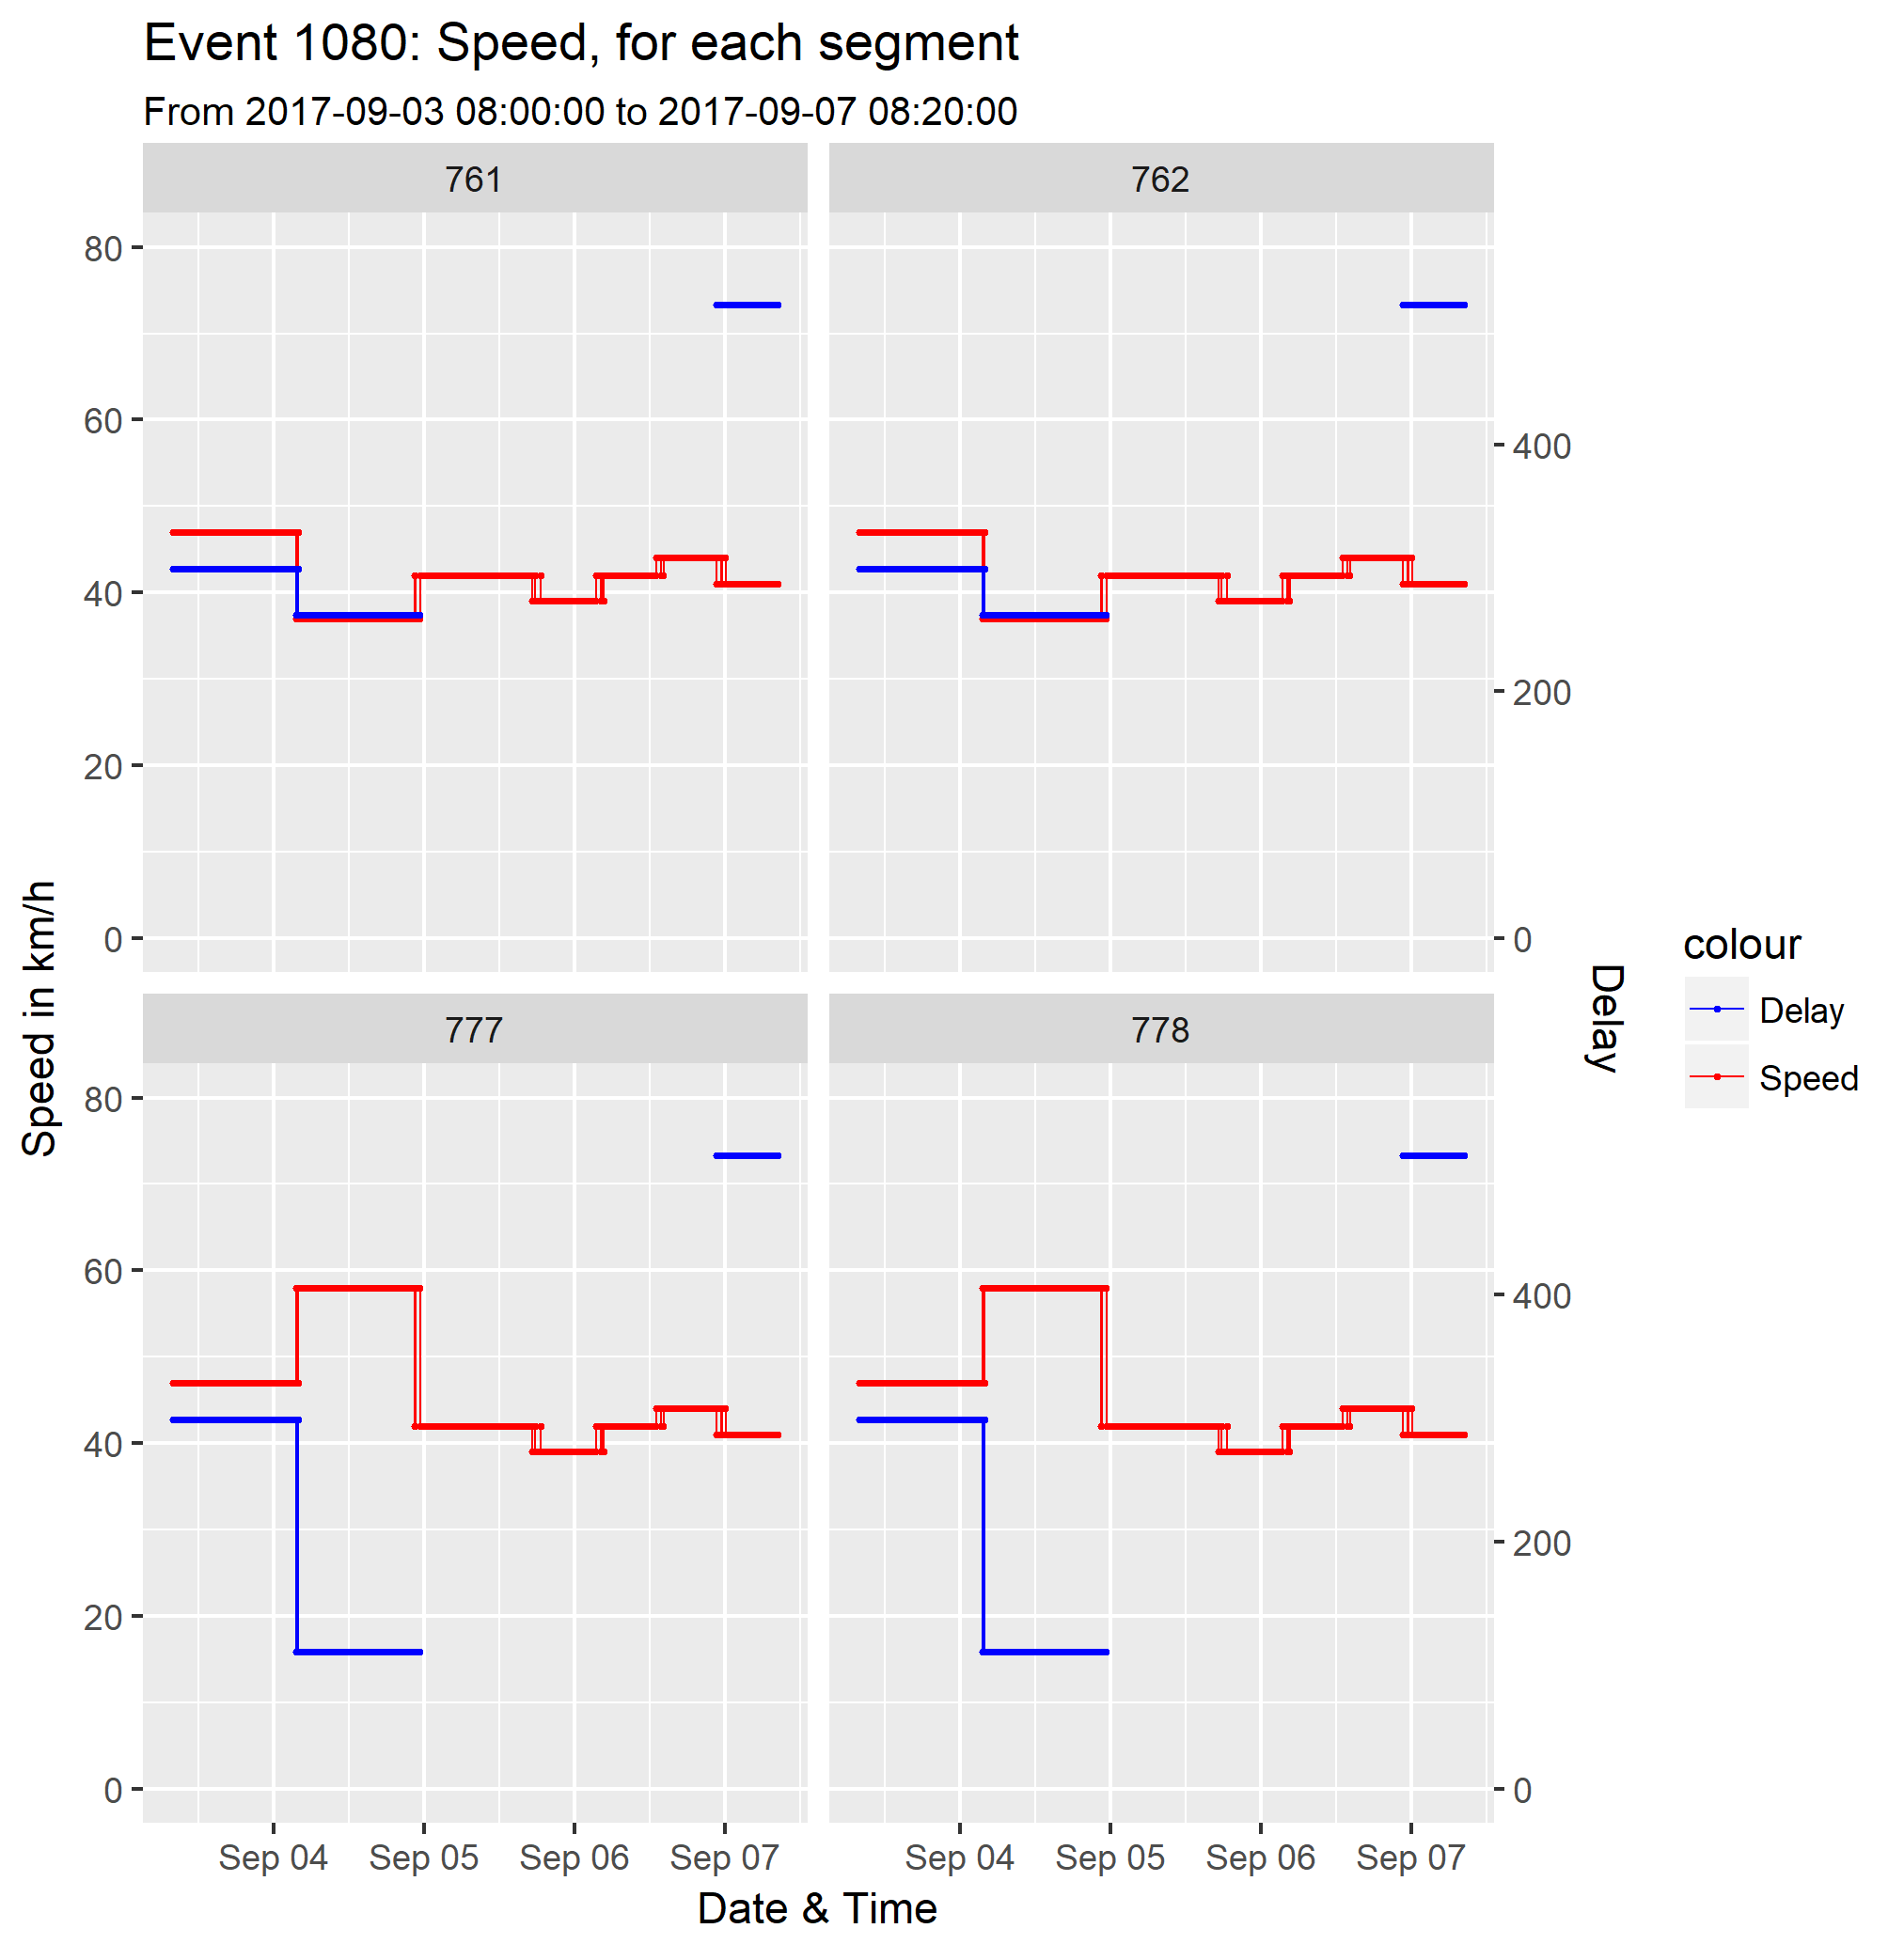 Event 1080: Speed, for each segment
From 2017-09-03 08:00:00 to 2017-09-07 08:20:00
761
762
80
60
40
20
0
400
200
0
777
778
80
60
40
20
0
400
200
0
Sep 04
Sep 05
Sep 06
Sep 07
Sep 04
Sep 05
Sep 06
Sep 07
Date & Time
Speed in km/h
Delay
colour
Delay
Speed